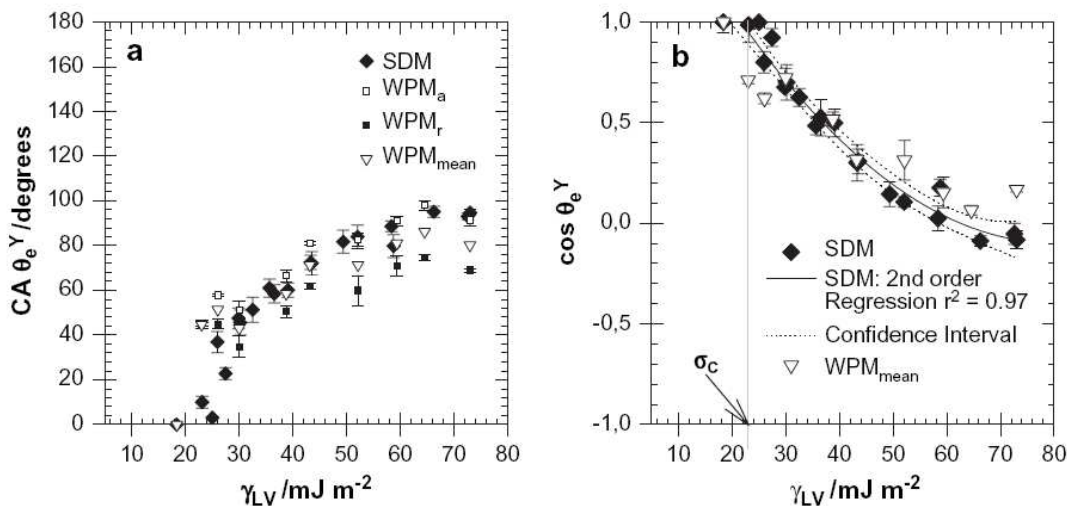 a
SDM
WPMa
WPMr
WPMmean
180
160
140
120
100
80
60
40
20
0
10 20 30 40 50 60 70 80
CA θeY /degrees
γLV /mJ m-2
b
1,0
0,5
0,0
-0,5
-1,0
10 20 30 40 50 60 70 80
cos θeY
γLV /mJ m-2
SDM
SDM: 2nd order
Regression r2 = 0.97
Confidence Interval
WPMmean
σC